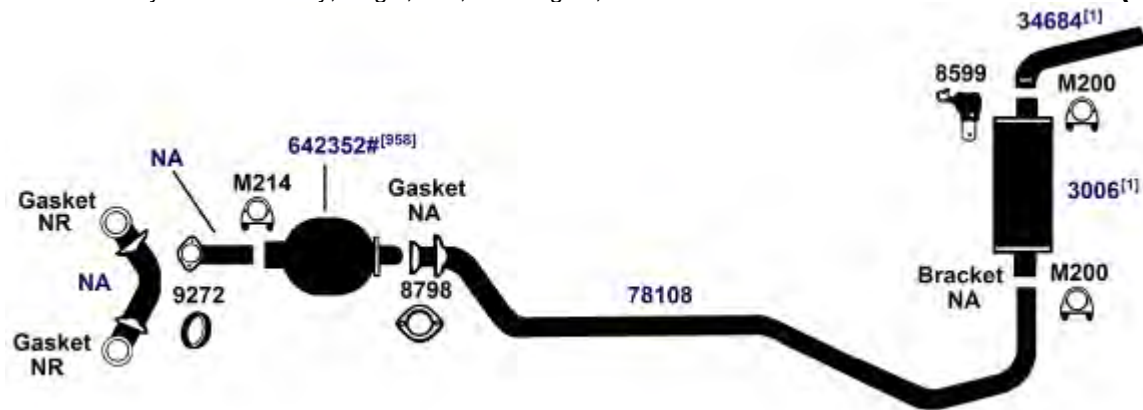 34684[1]
8599
M200
642352#[958]
NA
M214
Gasket
NA
Gasket
NR
3006[1]
NA
9272
8798
78108
Bracket
NA
M200
Gasket
NR